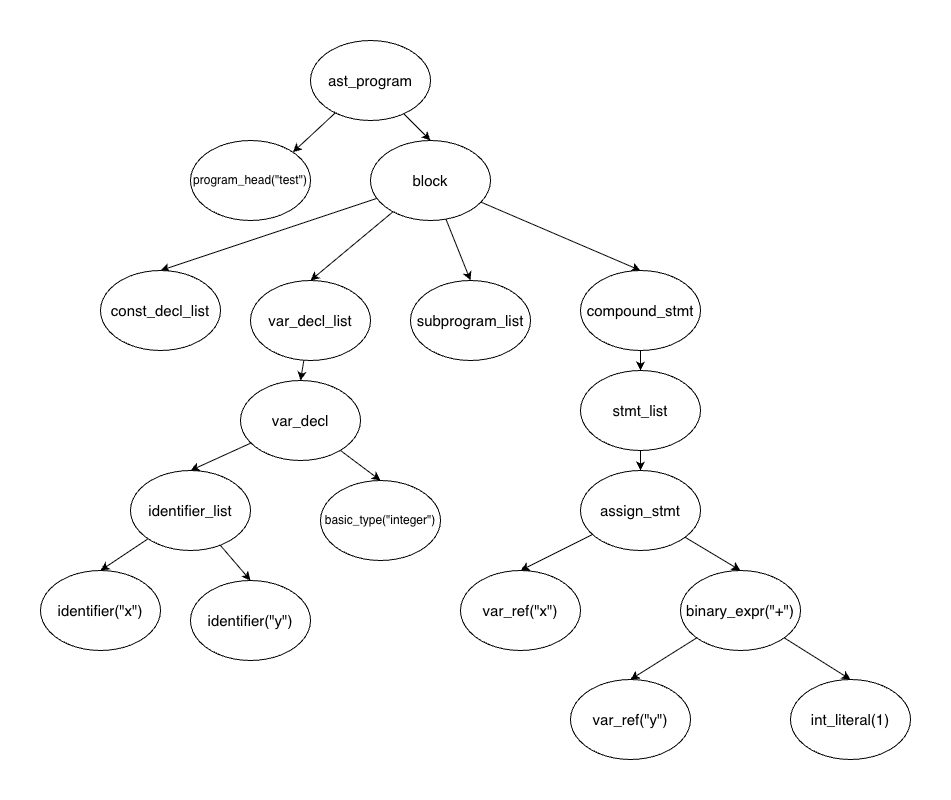 ast_program
program_head("test")
block
const_decl_list
var_decl_list
subprogram_list
compound_stmt
var_decl
stmt_list
identifier_list
basic_type("integer")
assign_stmt
identifier("x")
identifier("y")
var_ref("x")
binary_expr("+")
var_ref("y")
int_literal(1)